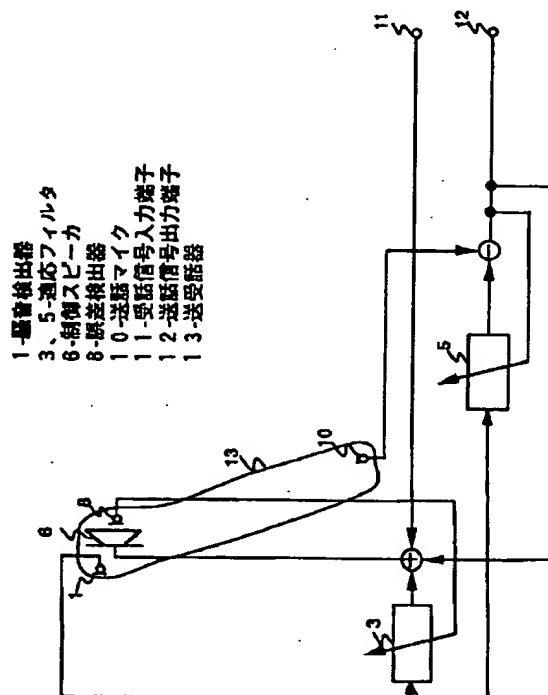 1-騒音検出器
3、5-適応フィルタ
6-制御スピーカ
8-誤差検出器
10-送話マイク
11-受話信号入力端子
12-送話信号出力端子
13-送受話器
12
11
5
10
13
8
6
1
3